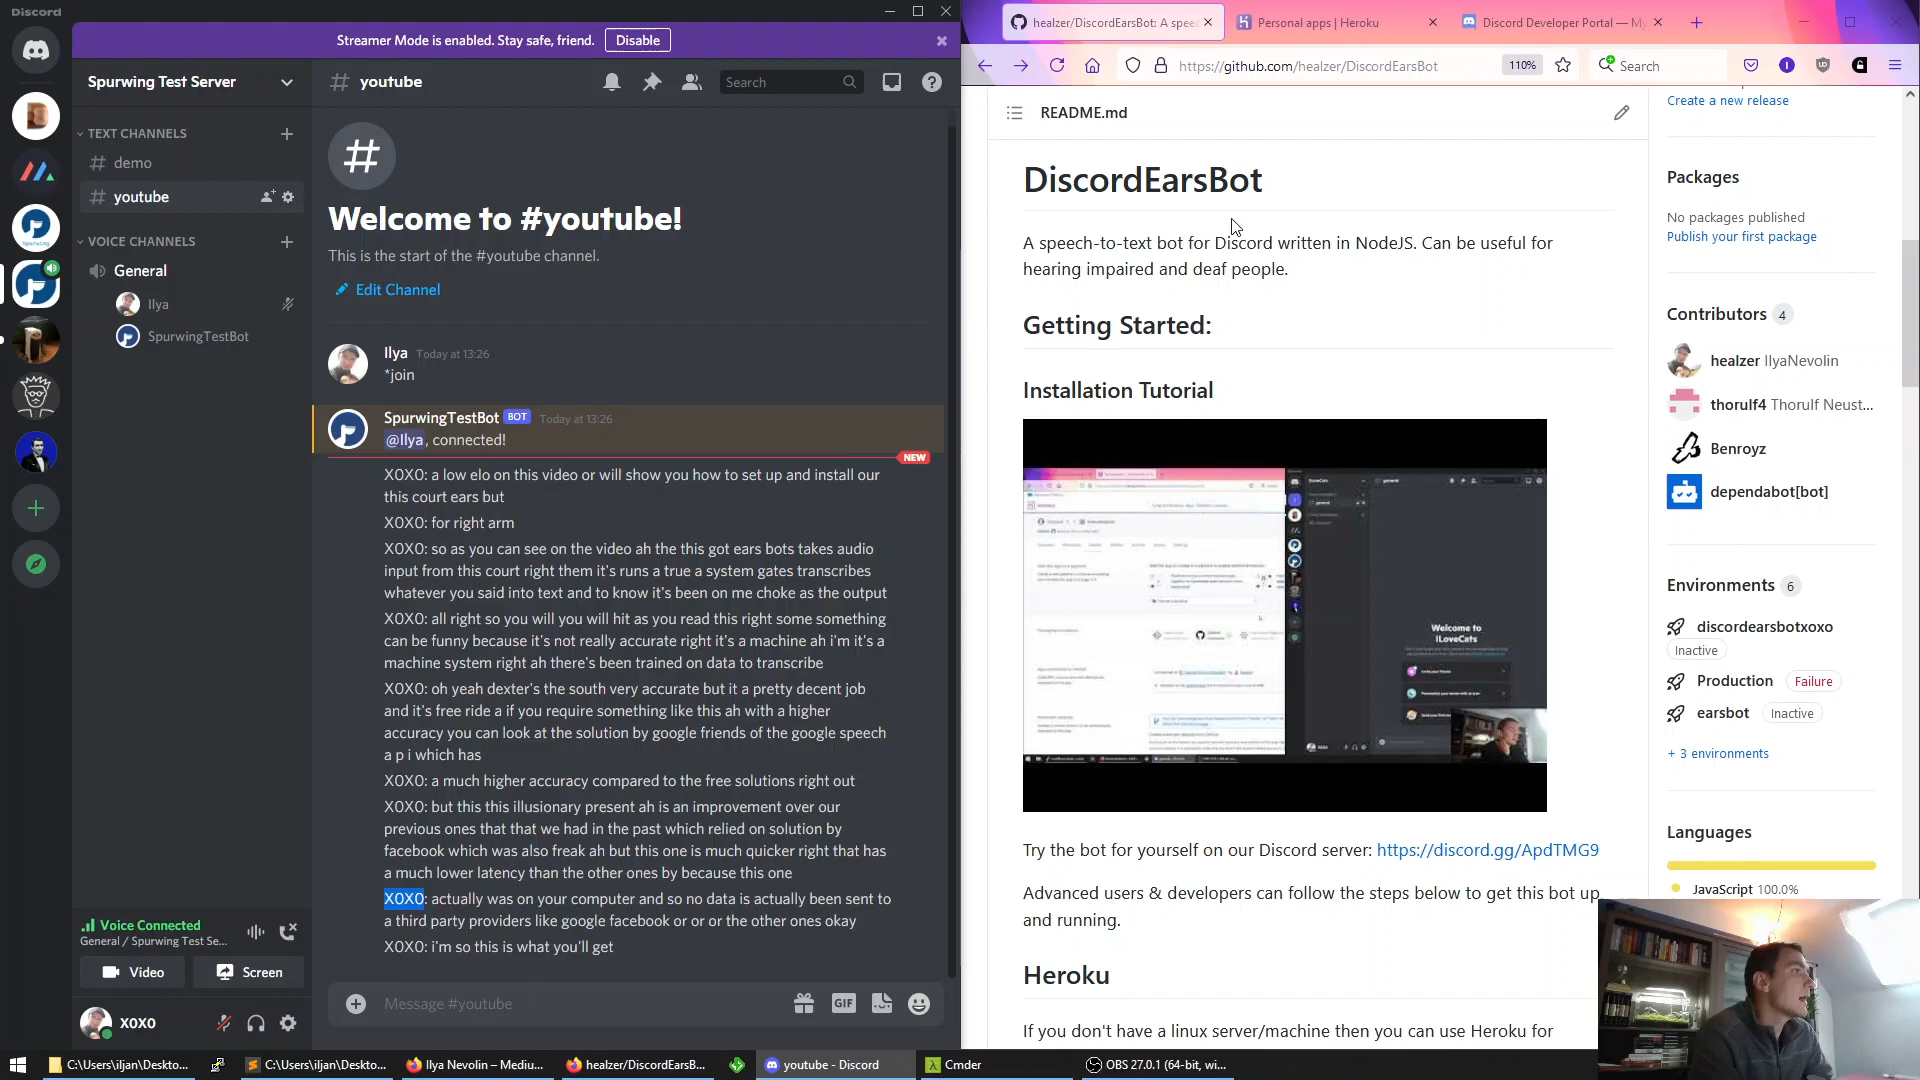 Discord
Streamer Mode is enabled. Stay safe, friend.
Disable
Spurwing Test Server
TEXT CHANNELS
demo
youtube
VOICE CHANNELS
General
Ilya
SpurwingTestBot
Voice Connected
General / Spurwing Test Se...
Video
Screen
X0X0
youtube
Search
Welcome to #youtube!
This is the start of the #youtube channel.
Edit Channel
Ilya Today at 13:26
*join
SpurwingTestBot BOT Today at 13:26
@Ilya, connected!
NEW
X0X0: a low elo on this video or will show you how to set up and install our
this court ears but
X0X0: for right arm
X0X0: so as you can see on the video ah the this got ears bots takes audio
input from this court right them it's runs a true a system gates transcribes
whatever you said into text and to know it's been on me choke as the output
X0X0: all right so you will you will hit as you read this right some something
can be funny because it's not really accurate right it's a machine ah i'm it's a
machine system right ah there's been trained on data to transcribe
X0X0: oh yeah dexter's the south very accurate but it a pretty decent job
and it's free ride a if you require something like this ah with a higher
accuracy you can look at the solution by google friends of the google speech
a p i which has
X0X0: a much higher accuracy compared to the free solutions right out
X0X0: but this this illusionary present ah is an improvement over our
previous ones that that we had in the past which relied on solution by
facebook which was also freak ah but this one is much quicker right that has
a much lower latency than the other ones by because this one
X0X0: actually was on your computer and so no data is actually been sent to
a third party providers like google facebook or or or the other ones okay
X0X0: i'm so this is what you'll get
Message #youtube
GIF
healzer/DiscordEarsBot: A spee
Personal apps | Heroku
Discord Developer Portal — My
https://github.com/healzer/DiscordEarsBot
110%
Search
README.md
DiscordEarsBot
A speech-to-text bot for Discord written in NodeJS. Can be useful for
hearing impaired and deaf people.
Getting Started:
Installation Tutorial
Welcome to
ILoveCats
Try the bot for yourself on our Discord server: https://discord.gg/ApdTMG9
Advanced users & developers can follow the steps below to get this bot up
and running.
Heroku
If you don't have a linux server/machine then you can use Heroku for
Create a new release
Packages
No packages published
Publish your first package
Contributors 4
healzer IlyaNevolin
thorulf4 Thorulf Neust...
Benroyz
dependabot[bot]
Environments 6
discordearsbotxoxo
Inactive
Production Failure
earsbot Inactive
+ 3 environments
Languages
JavaScript 100.0%
C:\Users\iljan\Deskto...
C:\Users\iljan\Deskto...
Ilya Nevolin – Mediu...
healzer/DiscordEarsB...
youtube - Discord
Cmder
OBS 27.0.1 (64-bit, wi...